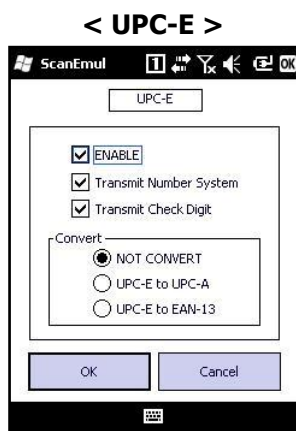 < UPC-E >
ScanEmul 1 OK
UPC-E
ENABLE
Transmit Number System
Transmit Check Digit
Convert
NOT CONVERT
UPC-E to UPC-A
UPC-E to EAN-13
OK Cancel